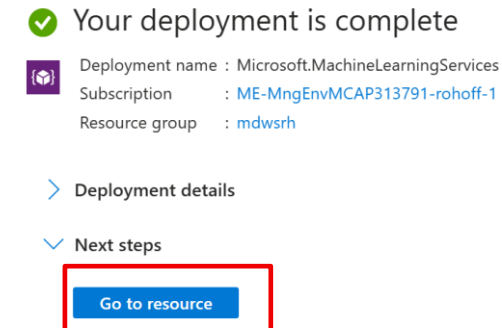 Your deployment is complete
Deployment name : Microsoft.MachineLearningServices
Subscription : ME-MngEnvMCAP313791-rohoff-1
Resource group : mdwsrh
Deployment details
Next steps
Go to resource